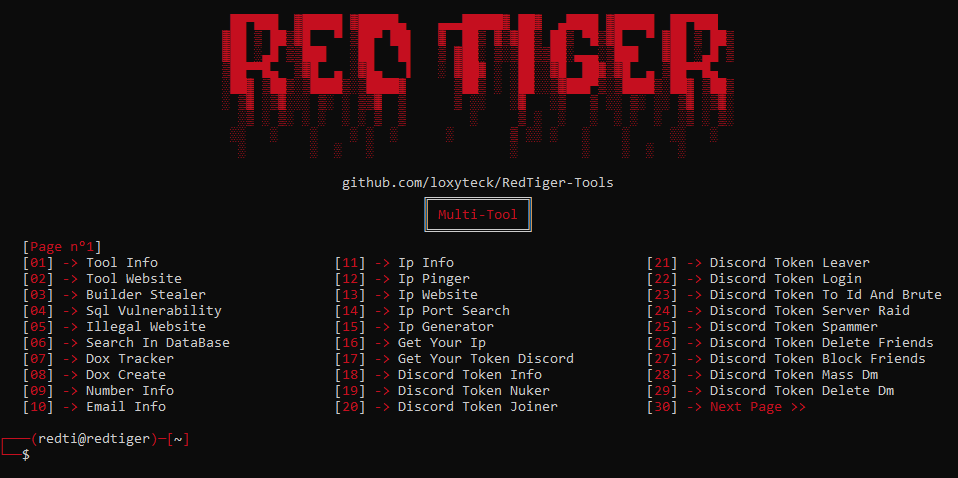 RED TIGER
github.com/loxyteck/RedTiger-Tools
Multi-Tool
[Page n°1]
[01] -> Tool Info [11] -> Ip Info [21] -> Discord Token Leaver
[02] -> Tool Website [12] -> Ip Pinger [22] -> Discord Token Login
[03] -> Builder Stealer [13] -> Ip Website [23] -> Discord Token To Id And Brute
[04] -> Sql Vulnerability [14] -> Ip Port Search [24] -> Discord Token Server Raid
[05] -> Illegal Website [15] -> Ip Generator [25] -> Discord Token Spammer
[06] -> Search In DataBase [16] -> Get Your Ip [26] -> Discord Token Delete Friends
[07] -> Dox Tracker [17] -> Get Your Token Discord [27] -> Discord Token Block Friends
[08] -> Dox Create [18] -> Discord Token Info [28] -> Discord Token Mass Dm
[09] -> Number Info [19] -> Discord Token Nuker [29] -> Discord Token Delete Dm
[10] -> Email Info [20] -> Discord Token Joiner [30] -> Next Page >>
(redti@redtiger)-[~]
$